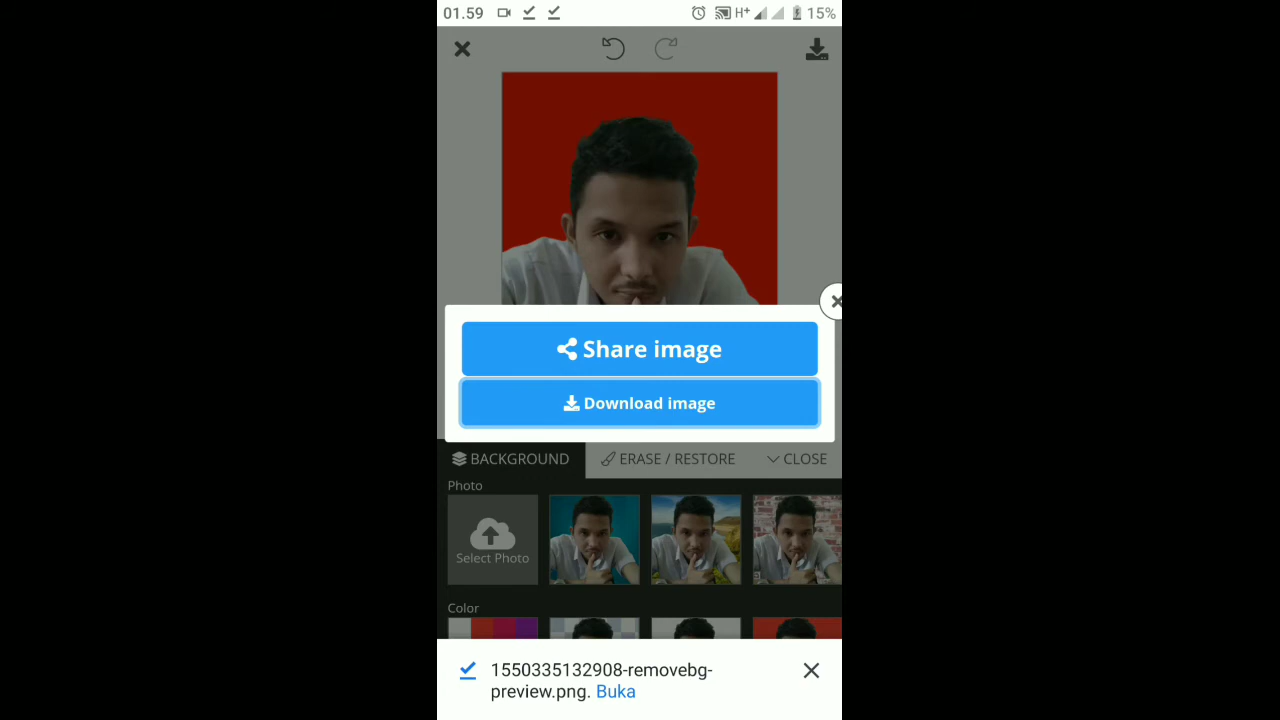 01.59 H+ 15%
Share image
Download image
BACKGROUND ERASE / RESTORE CLOSE
Photo
Select Photo
Color
1550335132908-removebg-
preview.png. Buka